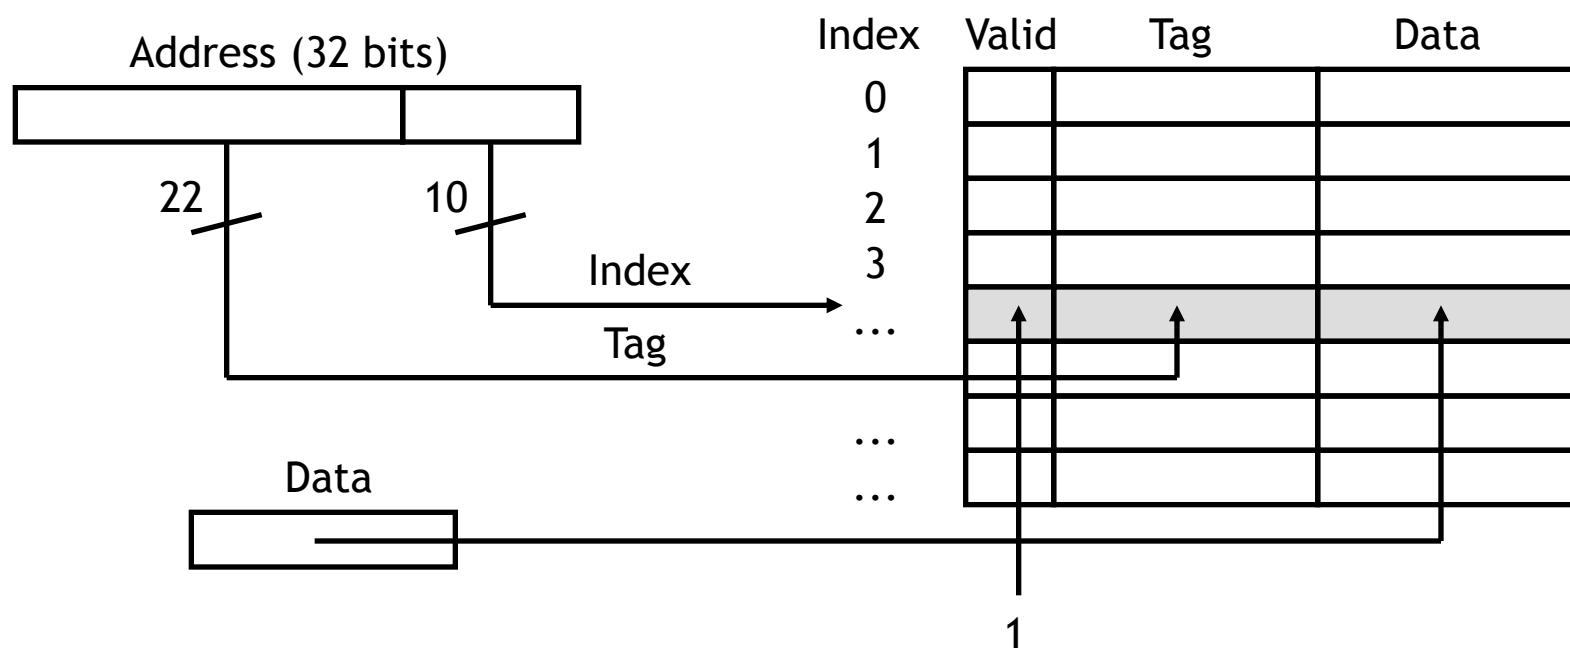 Address (32 bits)
Index Valid Tag Data
0
1
2
3
...
...
...
22
10
Index
Tag
Data
1